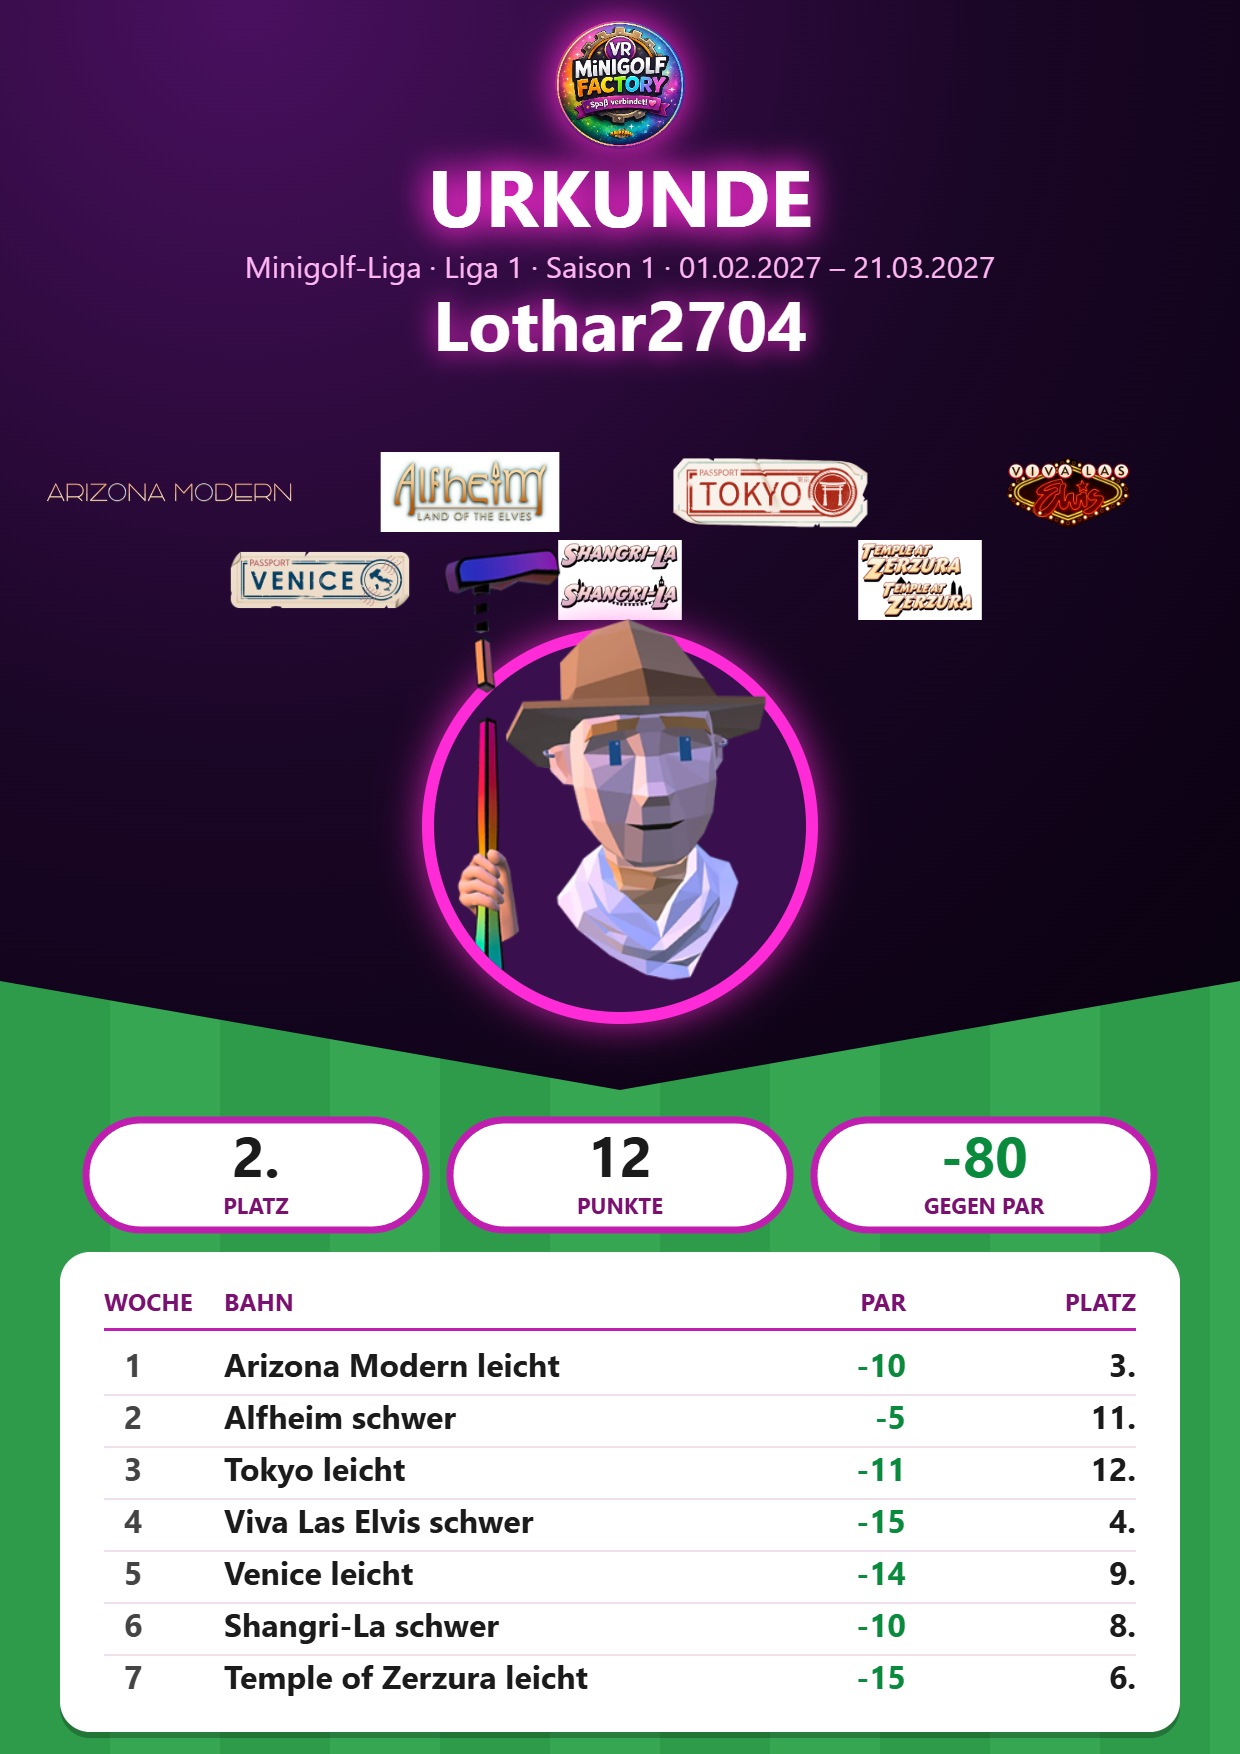 VR
MiNiGOLF
FACTORY
Spaß verbindet!
URKUNDE
Minigolf-Liga · Liga 1 · Saison 1 · 01.02.2027 – 21.03.2027
Lothar2704
ARIZONA MODERN
Alfheim
LAND OF THE ELVES
PASSPORT
TOKYO
VIVA LAS
Elvis
PASSPORT
VENICE
SHANGRI-LA
SHANGRI-LA
TEMPLE AT
ZERZURA
TEMPLE AT
ZERZURA
2.
PLATZ
12
PUNKTE
-80
GEGEN PAR
WOCHE BAHN PAR PLATZ
1 Arizona Modern leicht -10 3.
2 Alfheim schwer -5 11.
3 Tokyo leicht -11 12.
4 Viva Las Elvis schwer -15 4.
5 Venice leicht -14 9.
6 Shangri-La schwer -10 8.
7 Temple of Zerzura leicht -15 6.